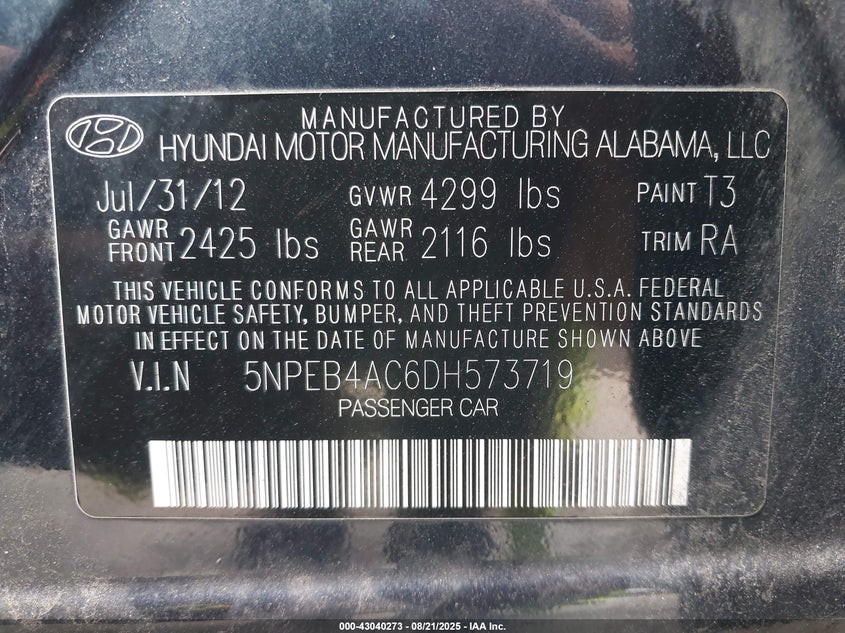 MANUFACTURED BY
HYUNDAI MOTOR MANUFACTURING ALABAMA, LLC
Jul/31/12 GVWR 4299 lbs PAINT T3
GAWR FRONT 2425 lbs GAWR REAR 2116 lbs TRIM RA
THIS VEHICLE CONFORMS TO ALL APPLICABLE U.S.A. FEDERAL
MOTOR VEHICLE SAFETY, BUMPER, AND THEFT PREVENTION STANDARDS
IN EFFECT ON THE DATE OF MANUFACTURE SHOWN ABOVE
V.I.N 5NPEB4AC6DH573719
PASSENGER CAR
000-43040273 - 08/21/2025 - IAA Inc.